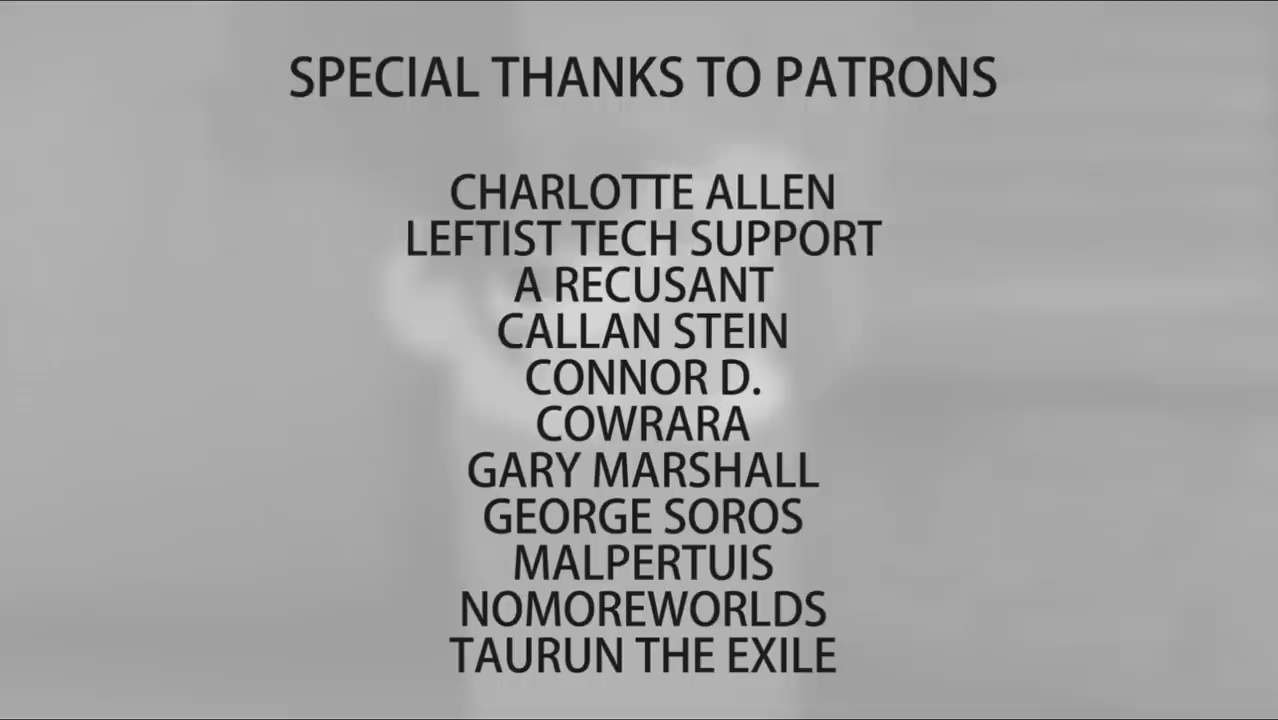 SPECIAL THANKS TO PATRONS
CHARLOTTE ALLEN
LEFTIST TECH SUPPORT
A RECUSANT
CALLAN STEIN
CONNOR D.
COWRARA
GARY MARSHALL
GEORGE SOROS
MALPERTUIS
NOMOREWORLDS
TAURUN THE EXILE